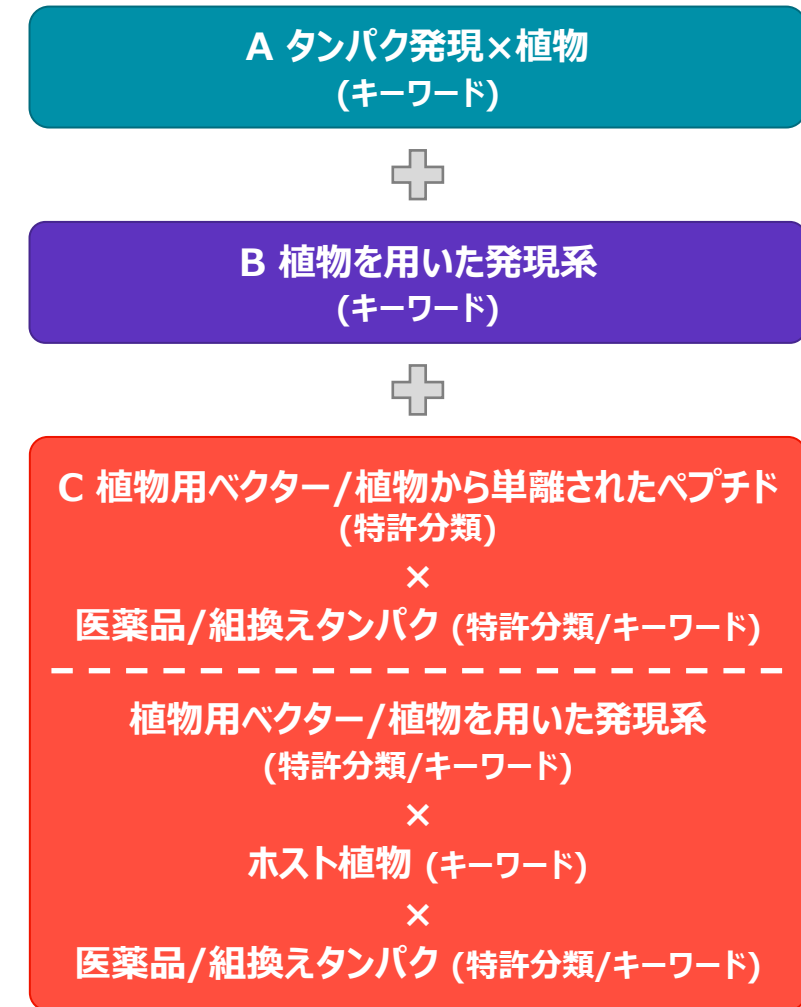 A タンパク発現×植物
(キーワード)
B 植物を用いた発現系
(キーワード)
C 植物用ベクター/植物から単離されたペプチド
(特許分類)
×
医薬品/組換えタンパク (特許分類/キーワード)
植物用ベクター/植物を用いた発現系
(特許分類/キーワード)
×
ホスト植物 (キーワード)
×
医薬品/組換えタンパク (特許分類/キーワード)